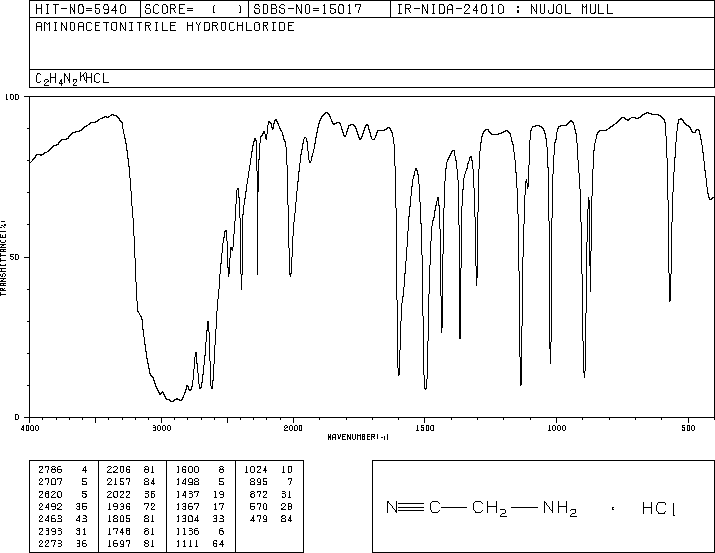 HIT-NO=5940 SCORE= ( ) SDBS-NO=15017 IR-NIDA-24010 : NUJOL MULL
AMINOACETONITRILE HYDROCHLORIDE
C2H4N2·HCL
100
50
0
TRANSMITTANCE(%)
4000 3000 2000 1500 1000 500
WAVENUMBER(-1)
2786 4 2206 81 1600 8 1024 10
2707 5 2157 84 1498 5 895 7
2620 5 2022 36 1437 19 872 31
2492 36 1936 72 1367 17 570 28
2463 43 1805 81 1304 33 479 84
2393 31 1748 81 1136 6
2273 36 1697 81 1111 64
N≡C—CH2—NH2 · HCl